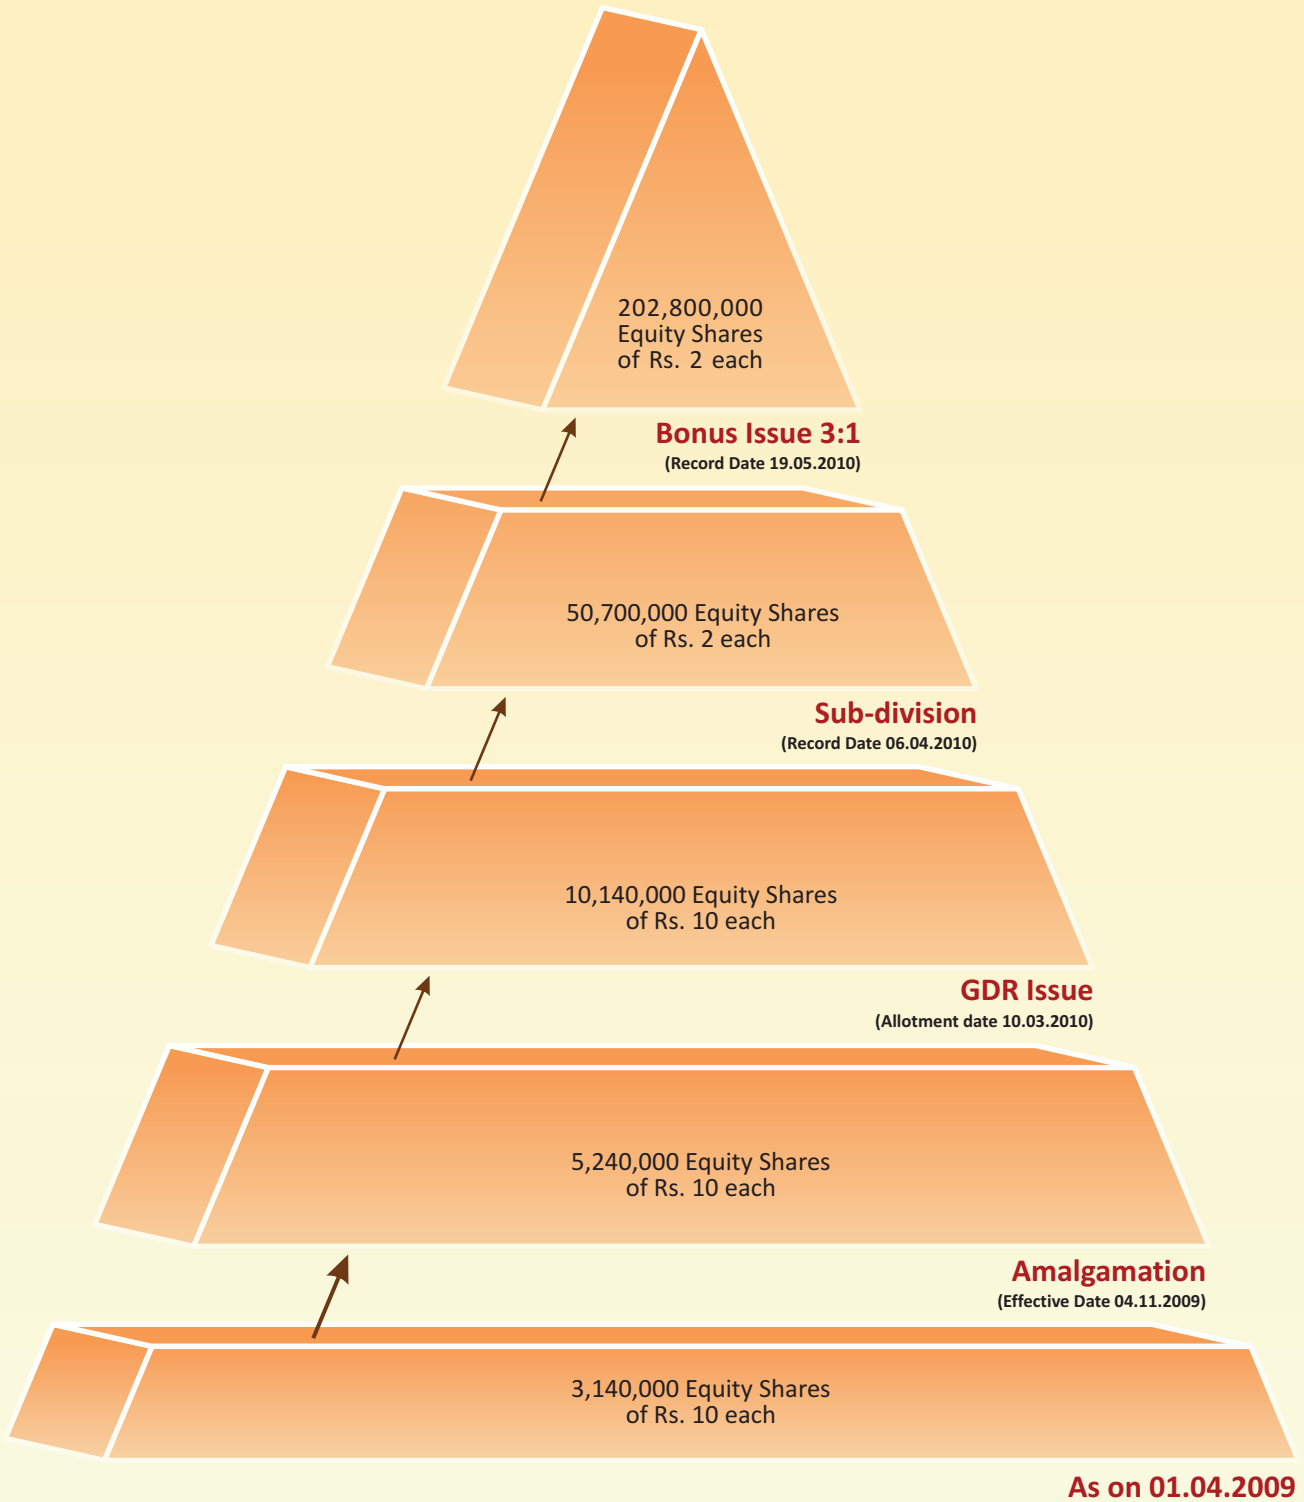 202,800,000
Equity Shares
of Rs. 2 each
Bonus Issue 3:1
(Record Date 19.05.2010)
50,700,000 Equity Shares
of Rs. 2 each
Sub-division
(Record Date 06.04.2010)
10,140,000 Equity Shares
of Rs. 10 each
GDR Issue
(Allotment date 10.03.2010)
5,240,000 Equity Shares
of Rs. 10 each
Amalgamation
(Effective Date 04.11.2009)
3,140,000 Equity Shares
of Rs. 10 each
As on 01.04.2009